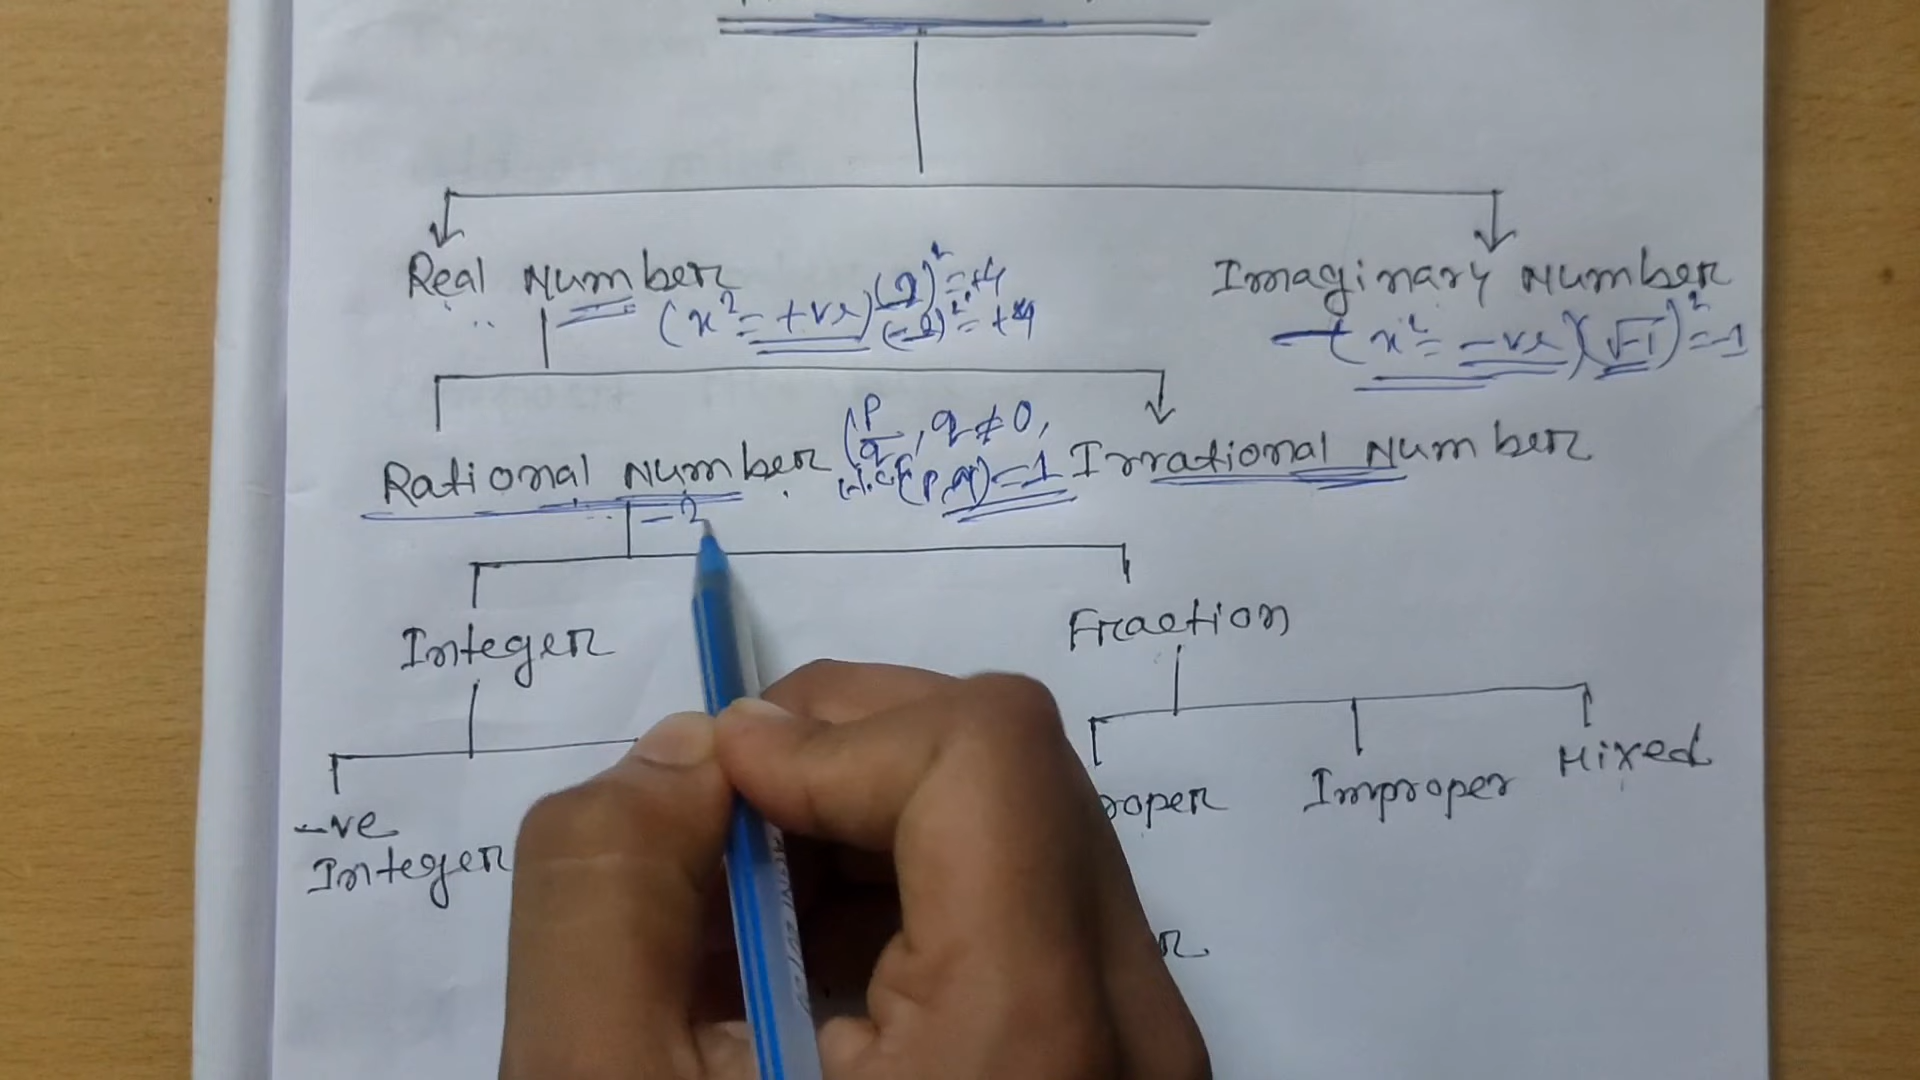 Real Number
(x² = +ve) (2)² = +4
(-2)² = +4
Imaginary Number
(x² = -ve) (√-1)² = -1
Rational Number (p/q, q ≠ 0,
H.C.F(p,q) = 1
Irrational Number
-2
Integer
Fraction
-ve
Integer
roper
Improper
Mixed